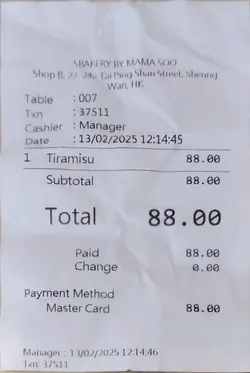 SBAKERY BY MAMA SOO
Shop B, 22-24a, Tai Ping Shan Street, Sheung
Wan, HK
Table : 007
Txn : 37511
Cashier : Manager
Date : 13/02/2025 12:14:45
1 Tiramisu 88.00
Subtotal 88.00
Total 88.00
Paid 88.00
Change 0.00
Payment Method
Master Card 88.00
Manager : 13/02/2025 12:14:46
Txn: 37511